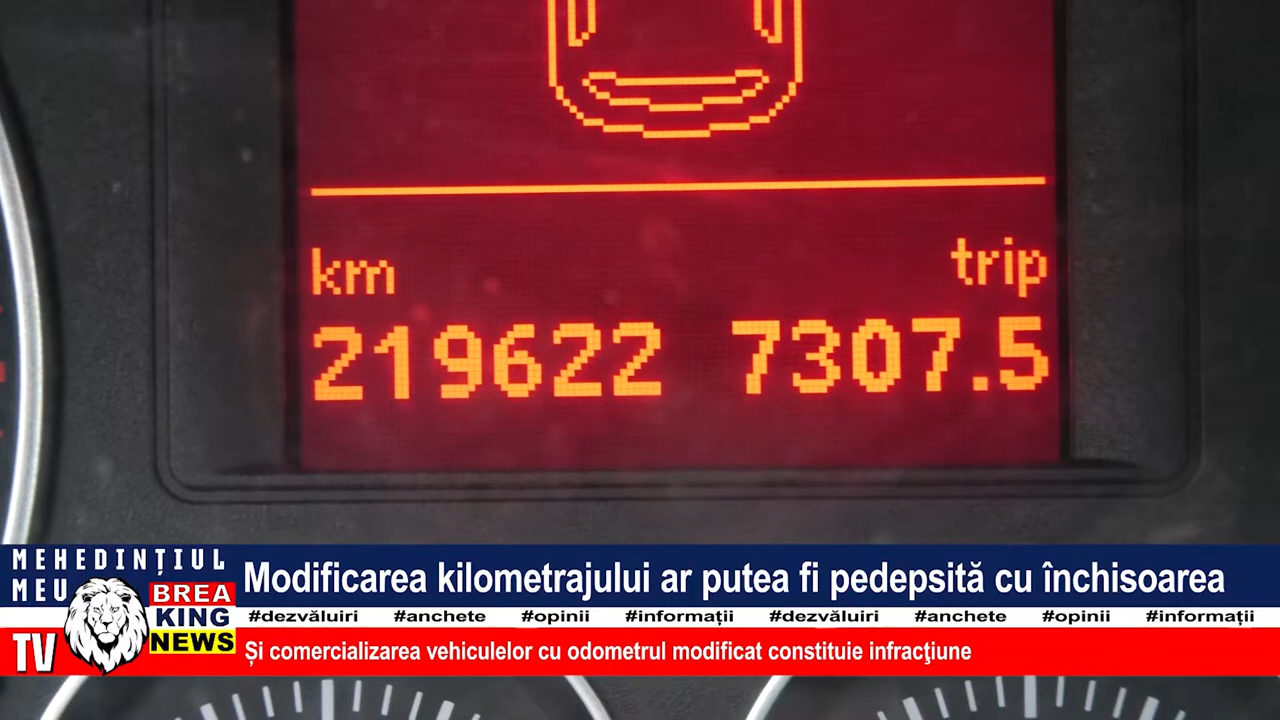 km trip
219622 7307.5
MEHEDINȚIUL
MEU
TV
BREA
KING
NEWS
Modificarea kilometrajului ar putea fi pedepsită cu închisoarea
#dezvăluiri #anchete #opinii #informații #dezvăluiri #anchete #opinii #informații
Și comercializarea vehiculelor cu odometrul modificat constituie infracţiune